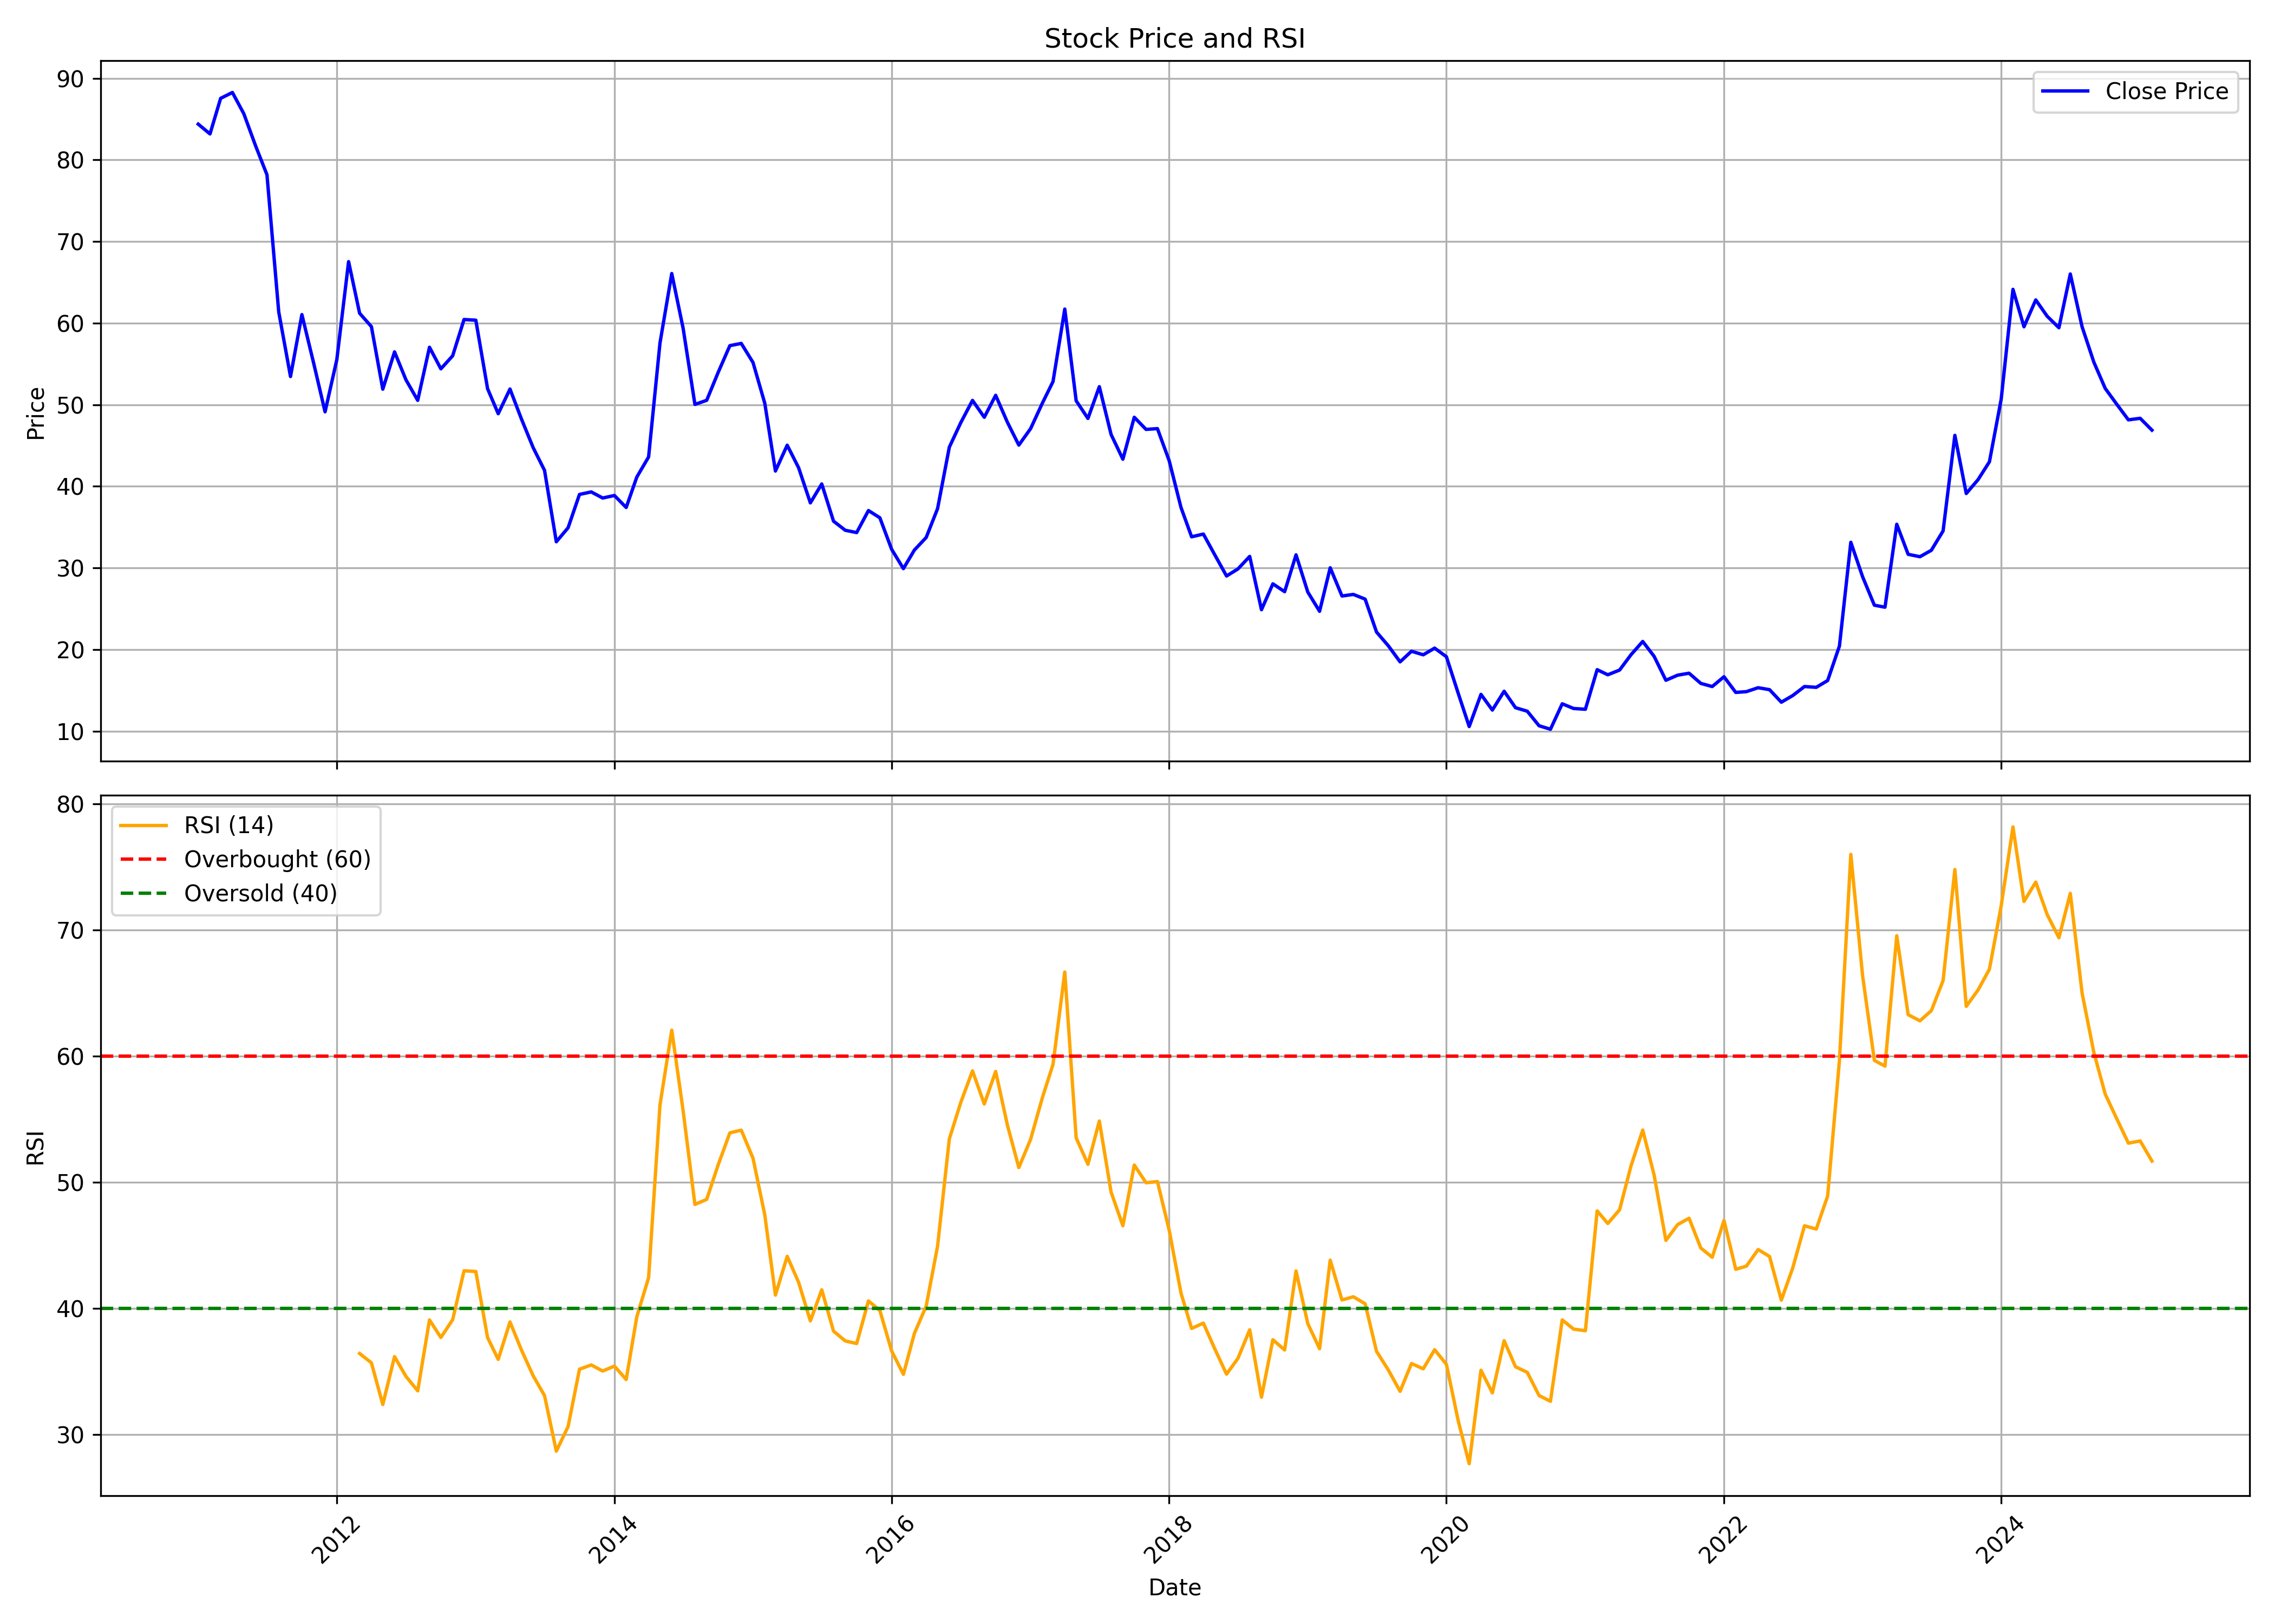 Stock Price and RSI
90
80
70
60
50
40
30
20
10
Price
Close Price
80
70
60
50
40
30
RSI
RSI (14)
Overbought (60)
Oversold (40)
2012
2014
2016
2018
2020
2022
2024
Date